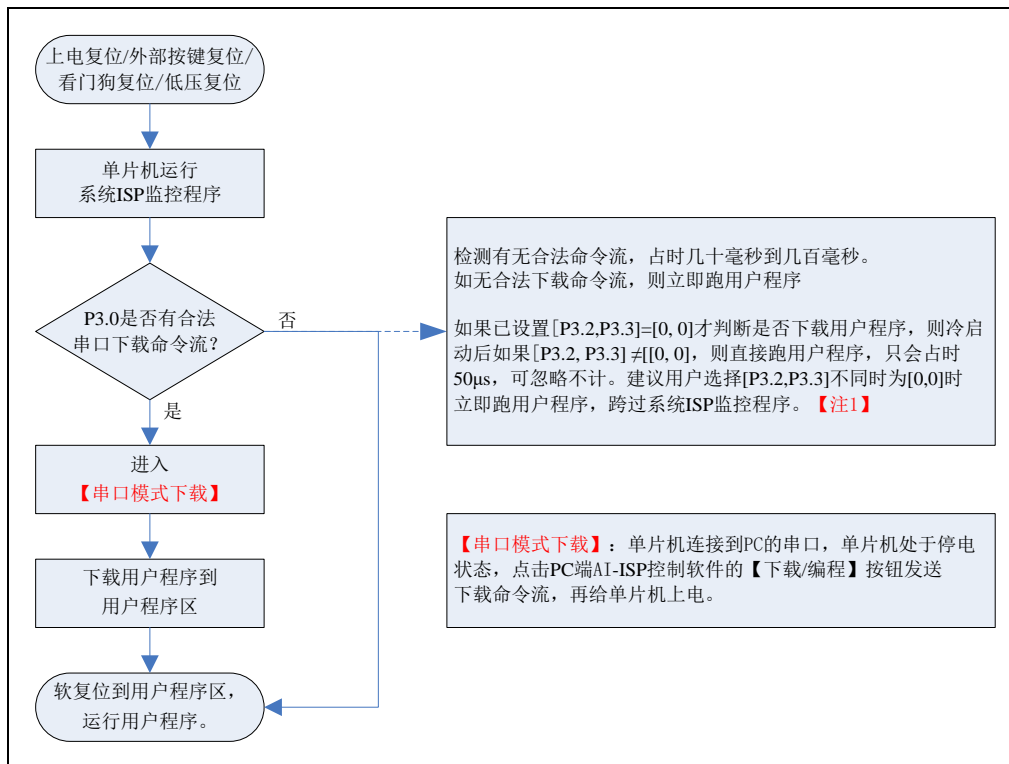 上电复位/外部按键复位/
看门狗复位/低压复位
单片机运行
系统ISP监控程序
P3.0是否有合法
串口下载命令流?
否
是
进入
【串口模式下载】
下载用户程序到
用户程序区
软复位到用户程序区，
运行用户程序。
检测有无合法命令流，占时几十毫秒到几百毫秒。
如无合法下载命令流，则立即跑用户程序
如果已设置[P3.2,P3.3]=[0, 0]才判断是否下载用户程序，则冷启
动后如果[P3.2, P3.3] ≠[[0, 0]，则直接跑用户程序，只会占时
50μs，可忽略不计。建议用户选择[P3.2,P3.3]不同时为[0,0]时
立即跑用户程序，跨过系统ISP监控程序。【注1】
【串口模式下载】：单片机连接到PC的串口，单片机处于停电
状态，点击PC端AI-ISP控制软件的【下载/编程】按钮发送
下载命令流，再给单片机上电。